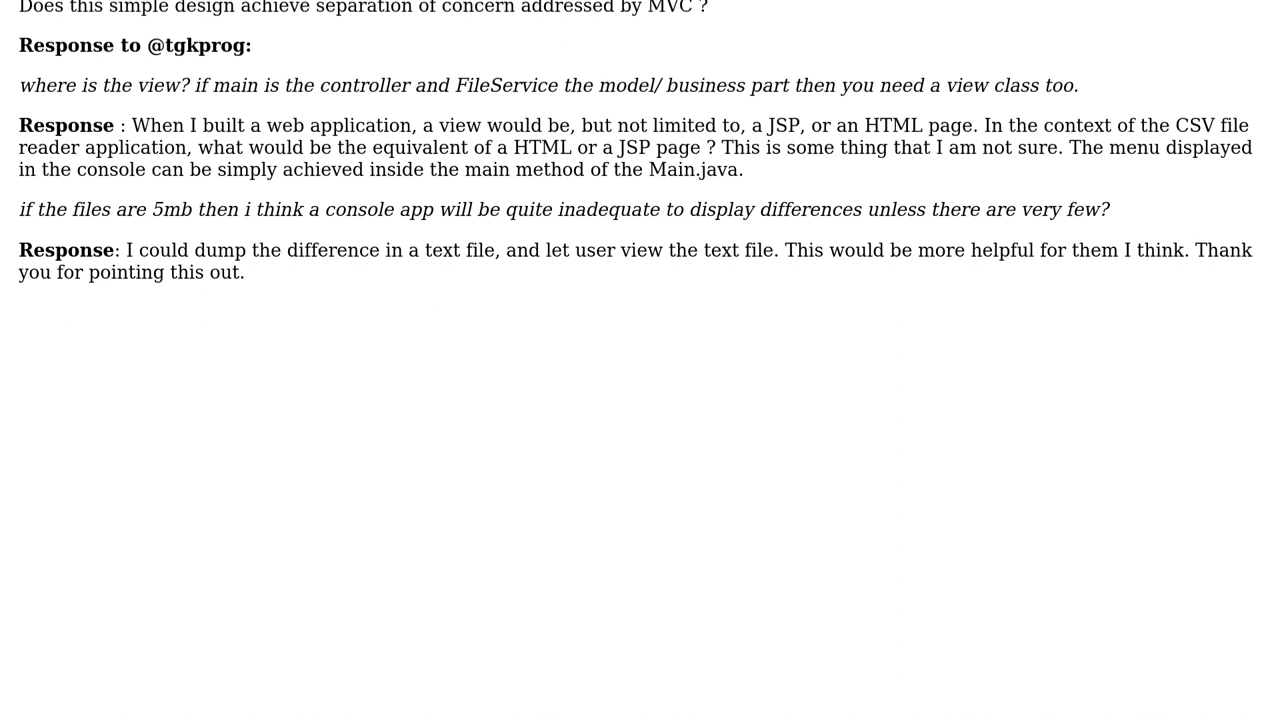 Does this simple design achieve separation of concern addressed by MVC ?
Response to @tgkprog:
where is the view? if main is the controller and FileService the model/ business part then you need a view class too.
Response : When I built a web application, a view would be, but not limited to, a JSP, or an HTML page. In the context of the CSV file
reader application, what would be the equivalent of a HTML or a JSP page ? This is some thing that I am not sure. The menu displayed
in the console can be simply achieved inside the main method of the Main.java.
if the files are 5mb then i think a console app will be quite inadequate to display differences unless there are very few?
Response: I could dump the difference in a text file, and let user view the text file. This would be more helpful for them I think. Thank
you for pointing this out.